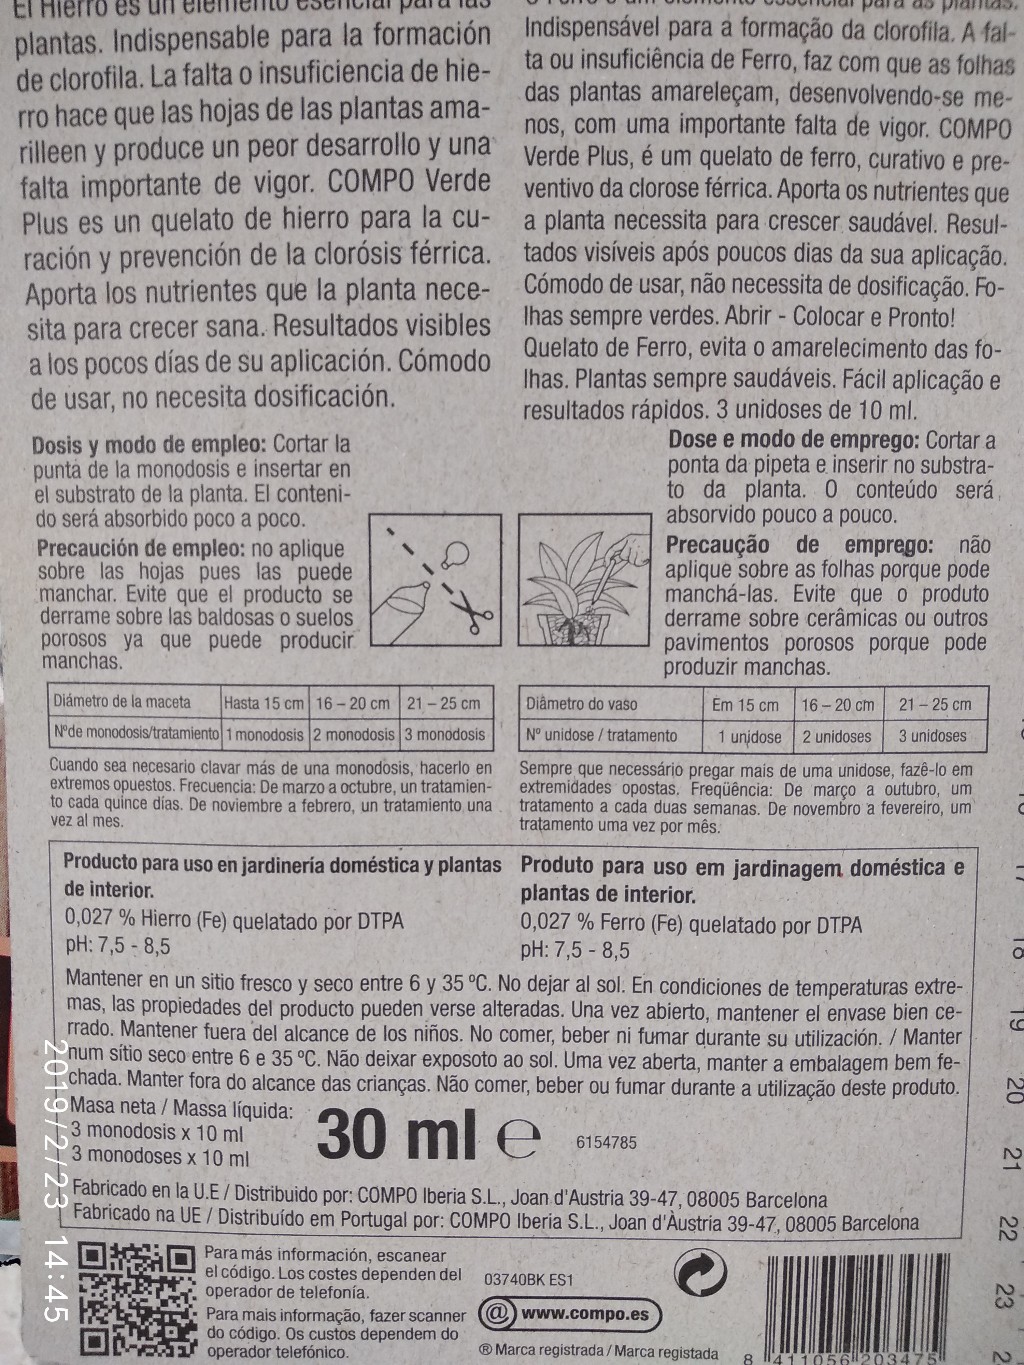 El Hierro es un elemento esencial para las
plantas. Indispensable para la formación
de clorofila. La falta o insuficiencia de hie-
rro hace que las hojas de las plantas ama-
rilleen y produce un peor desarrollo y una
falta importante de vigor. COMPO Verde
Plus es un quelato de hierro para la cu-
ración y prevención de la clorósis férrica.
Aporta los nutrientes que la planta nece-
sita para crecer sana. Resultados visibles
a los pocos días de su aplicación. Cómodo
de usar, no necesita dosificación.
Dosis y modo de empleo: Cortar la
punta de la monodosis e insertar en
el substrato de la planta. El conteni-
do será absorbido poco a poco.
Precaución de empleo: no aplique
sobre las hojas pues las puede
manchar. Evite que el producto se
derrame sobre las baldosas o suelos
porosos ya que puede producir
manchas.
Diámetro de la maceta Hasta 15 cm 16 – 20 cm 21 – 25 cm
Nºde monodosis/tratamiento 1 monodosis 2 monodosis 3 monodosis
Cuando sea necesario clavar más de una monodosis, hacerlo en
extremos opuestos. Frecuencia: De marzo a octubre, un tratamien-
to cada quince días. De noviembre a febrero, un tratamiento una
vez al mes.
O Ferro é um elemento essencial para as plantas.
Indispensável para a formação da clorofila. A fal-
ta ou insuficiência de Ferro, faz com que as folhas
das plantas amareleçam, desenvolvendo-se me-
nos, com uma importante falta de vigor. COMPO
Verde Plus, é um quelato de ferro, curativo e pre-
ventivo da clorose férrica. Aporta os nutrientes que
a planta necessita para crescer saudável. Resul-
tados visíveis após poucos dias da sua aplicação.
Cómodo de usar, não necessita de dosificação. Fo-
lhas sempre verdes. Abrir - Colocar e Pronto!
Quelato de Ferro, evita o amarelecimento das fo-
lhas. Plantas sempre saudáveis. Fácil aplicação e
resultados rápidos. 3 unidoses de 10 ml.
Dose e modo de emprego: Cortar a
ponta da pipeta e inserir no substra-
to da planta. O conteúdo será
absorvido pouco a pouco.
Precaução de emprego: não
aplique sobre as folhas porque pode
manchá-las. Evite que o produto
derrame sobre cerâmicas ou outros
pavimentos porosos porque pode
produzir manchas.
Diâmetro do vaso Em 15 cm 16 – 20 cm 21 – 25 cm
Nº unidose / tratamento 1 unidose 2 unidoses 3 unidoses
Sempre que necessário pregar mais de uma unidose, fazê-lo em
extremidades opostas. Freqüência: De março a outubro, um
tratamento a cada duas semanas. De novembro a fevereiro, um
tratamento uma vez por mês.
Producto para uso en jardinería doméstica y plantas
de interior.
0,027 % Hierro (Fe) quelatado por DTPA
pH: 7,5 - 8,5
Produto para uso em jardinagem doméstica e
plantas de interior.
0,027 % Ferro (Fe) quelatado por DTPA
pH: 7,5 - 8,5
Mantener en un sitio fresco y seco entre 6 y 35 ºC. No dejar al sol. En condiciones de temperaturas extre-
mas, las propiedades del producto pueden verse alteradas. Una vez abierto, mantener el envase bien ce-
rrado. Mantener fuera del alcance de los niños. No comer, beber ni fumar durante su utilización. / Manter
num sítio seco entre 6 e 35 ºC. Não deixar exposoto ao sol. Uma vez aberta, manter a embalagem bem fe-
chada. Manter fora do alcance das crianças. Não comer, beber ou fumar durante a utilização deste produto.
Masa neta / Massa líquida:
3 monodosis x 10 ml
3 monodoses x 10 ml
30 ml e
6154785
Fabricado en la U.E / Distribuido por: COMPO Iberia S.L., Joan d'Austria 39-47, 08005 Barcelona
Fabricado na UE / Distribuído em Portugal por: COMPO Iberia S.L., Joan d'Àustria 39-47, 08005 Barcelona
Para más información, escanear
el código. Los costes dependen del
operador de telefonía.
Para mais informação, fazer scanner
do código. Os custos dependem do
operador telefónico.
03740BK ES1
@ www.compo.es
® Marca registrada / Marca registada
8 411056 203475
2019/2/23 14:45
17
18
19
20
21
22
23